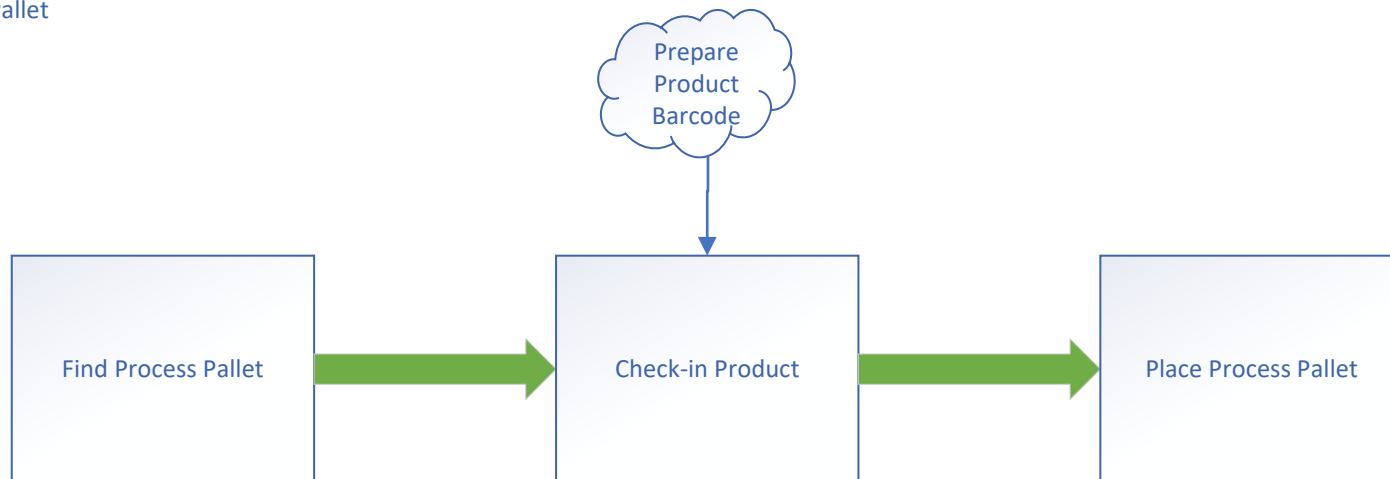 allet
Prepare
Product
Barcode
Find Process Pallet
Check-in Product
Place Process Pallet